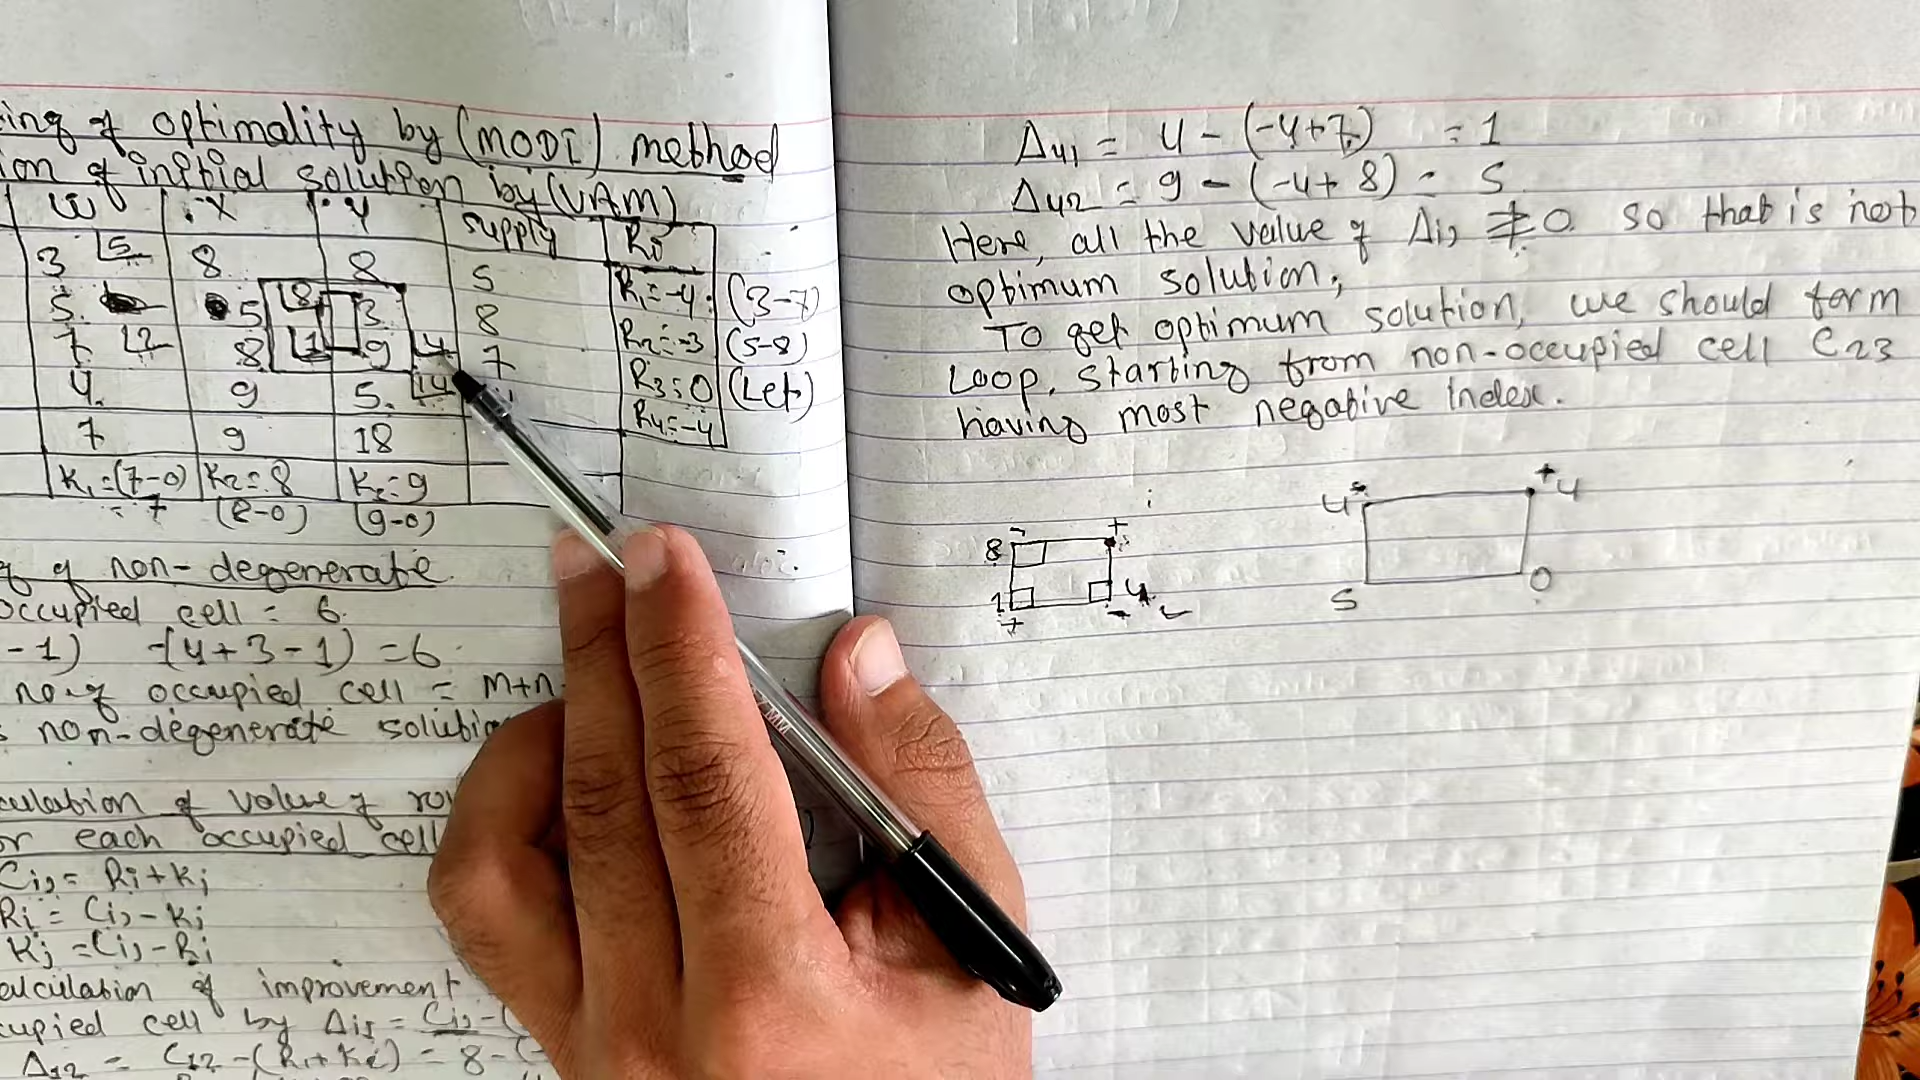 ing of optimality by (MODI) method
ion of initial solution by (VAM)
W X Y supply Ri
3 5 8 8 5 R1=-4 (3-7)
5 5 8 3 8 R2=-3 (5-8)
7 2 8 1 9 4 7 R3=0 (Let)
4 9 5 14 R4=-4
7 9 18
K1=(7-0) K2=8 K3=9
= 7 (8-0) (9-0)
g of non-degenerate
occupied cell = 6.
-1) -(4+3-1) =6
no. of occupied cell = m+n-
s non-degenerate solution
culation of value of row
or each occupied cell
Cij = Ri+Kj
Ri = Cij - Kj
Kj = Cij - Ri
alculation of improvement
cupied cell by Δij = Cij - (
Δ12 = C12 - (R1+K2) = 8 - (-
Δ41 = 4 - (-4+7) = 1
Δ42 = 9 - (-4+8) = 5
Here, all the value of Δij ≱ 0 so that is not
optimum solution,
To get optimum solution, we should form
Loop, starting from non-occupied cell C23
having most negative index.
8 - +
1 + 4 -
4 +4
5 0